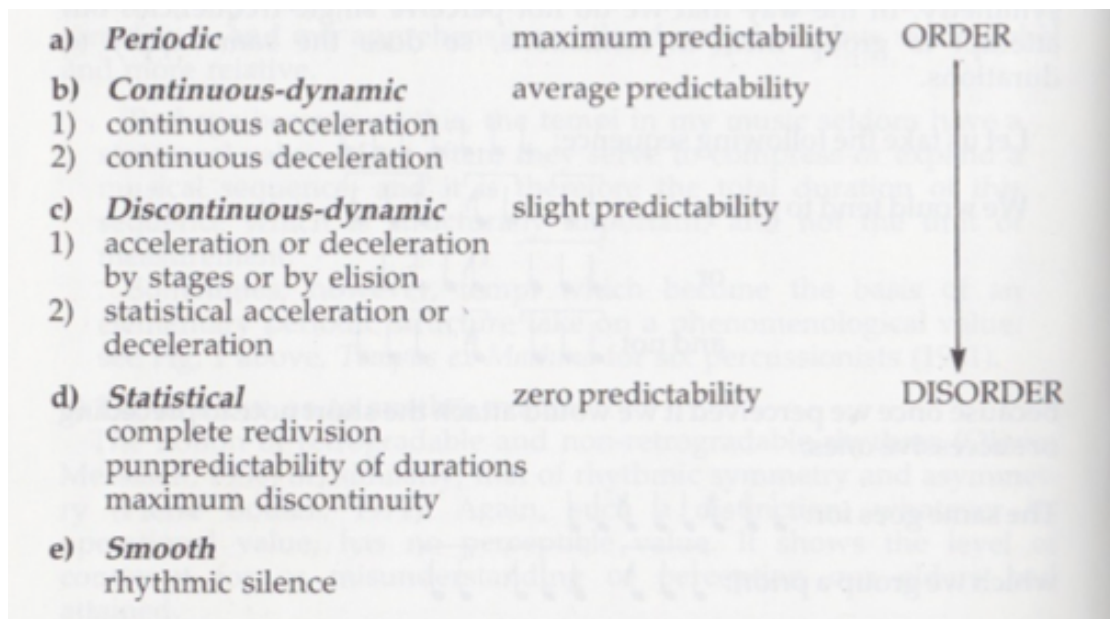 a) Periodic maximum predictability ORDER
b) Continuous-dynamic average predictability
1) continuous acceleration
2) continuous deceleration
c) Discontinuous-dynamic slight predictability
1) acceleration or deceleration
by stages or by elision
2) statistical acceleration or
deceleration
d) Statistical zero predictability DISORDER
complete redivision
punpredictability of durations
maximum discontinuity
e) Smooth
rhythmic silence